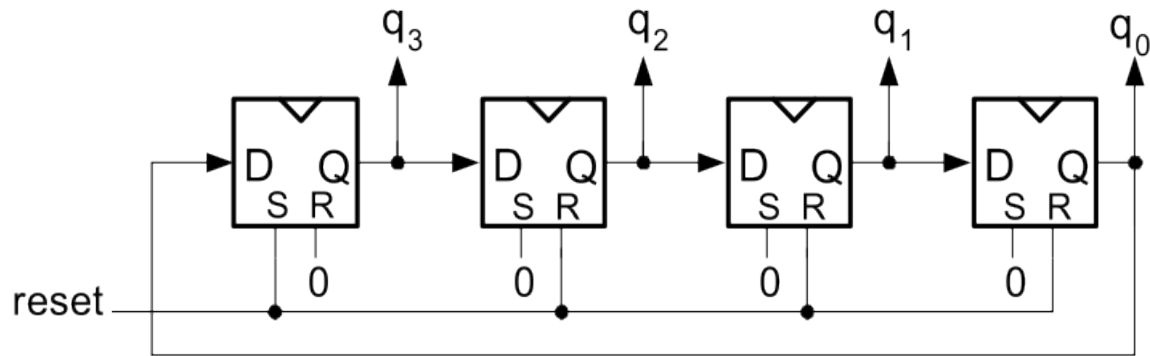 q3 q2 q1 q0
D Q D Q D Q D Q
S R S R S R S R
0 0 0 0
reset